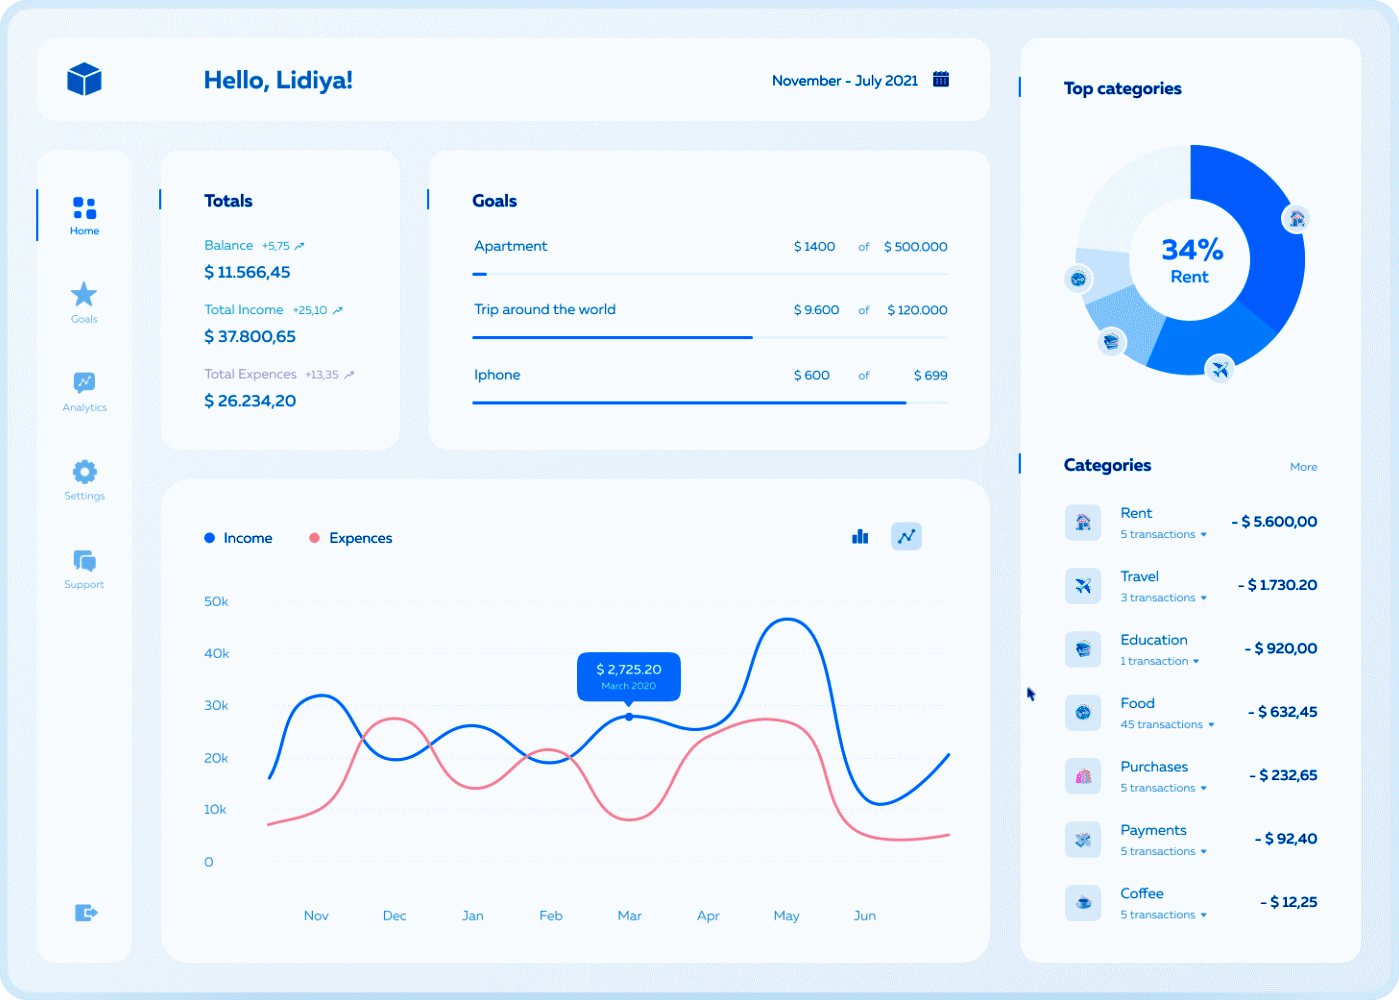 Hello, Lidiya!
November - July 2021
Home
Goals
Analytics
Settings
Support
Totals
Balance +5,75
$ 11.566,45
Total Income +25,10
$ 37.800,65
Total Expences +13,35
$ 26.234,20
Goals
Apartment $ 1400 of $ 500.000
Trip around the world $ 9.600 of $ 120.000
Iphone $ 600 of $ 699
Income Expences
50k
40k
30k
20k
10k
0
$ 2,725.20
March 2020
Nov Dec Jan Feb Mar Apr May Jun
Top categories
34%
Rent
Categories More
Rent
5 transactions
- $ 5.600,00
Travel
3 transactions
- $ 1.730.20
Education
1 transaction
- $ 920,00
Food
45 transactions
- $ 632,45
Purchases
5 transactions
- $ 232,65
Payments
5 transactions
- $ 92,40
Coffee
5 transactions
- $ 12,25